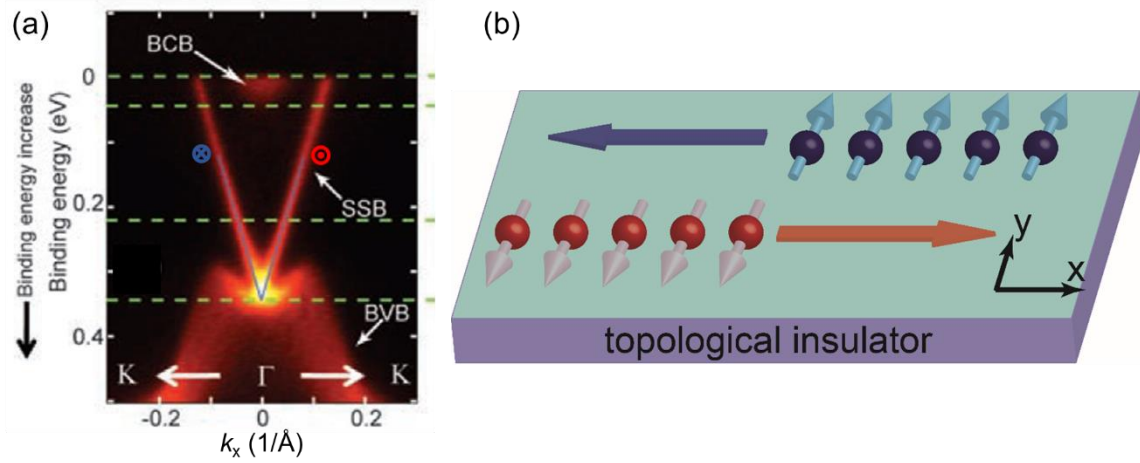 (a)
BCB
0
SSB
0.2
BVB
0.4
K
Γ
K
-0.2
0
0.2
kx (1/Å)
Binding energy increase
Binding energy (eV)
(b)
y
x
topological insulator